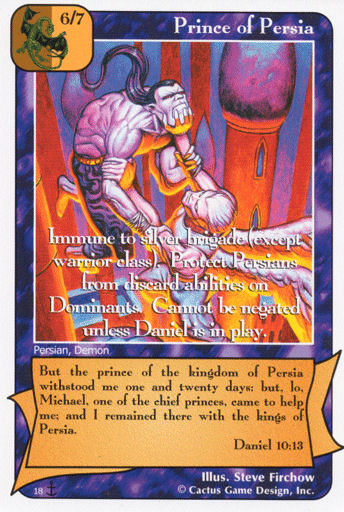 6/7
Prince of Persia
Immune to silver brigade (except
warrior class). Protect Persians
from discard abilities on
Dominants. Cannot be negated
unless Daniel is in play.
Persian, Demon
But the prince of the kingdom of Persia
withstood me one and twenty days: but, lo,
Michael, one of the chief princes, came to help
me; and I remained there with the kings of
Persia.
Daniel 10:13
Illus. Steve Firchow
18
© Cactus Game Design, Inc.